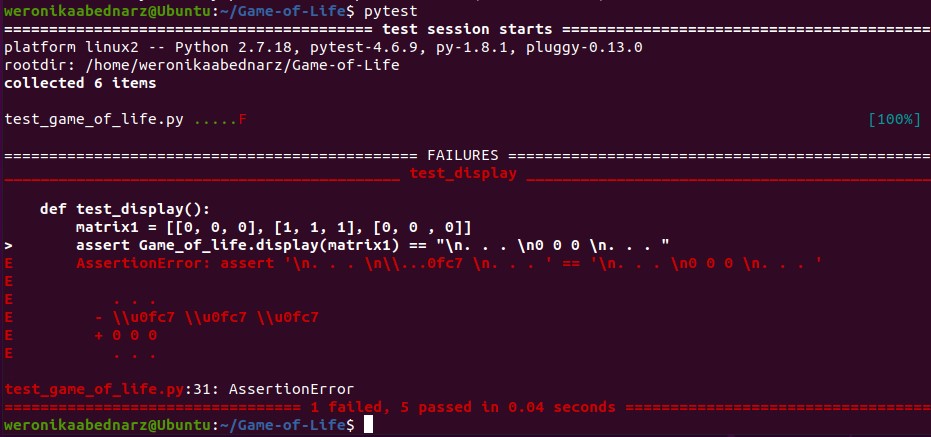 weronikaabednarz@Ubuntu:~/Game-of-Life$ pytest
========================================= test session starts =========================================
platform linux2 -- Python 2.7.18, pytest-4.6.9, py-1.8.1, pluggy-0.13.0
rootdir: /home/weronikaabednarz/Game-of-Life
collected 6 items
test_game_of_life.py .....F [100%]
============================================== FAILURES ==============================================
____________________________________________ test_display ____________________________________________
    def test_display():
        matrix1 = [[0, 0, 0], [1, 1, 1], [0, 0 , 0]]
>       assert Game_of_life.display(matrix1) == "\n. . . \n0 0 0 \n. . . "
E       AssertionError: assert '\n. . . \n\\...0fc7 \n. . . ' == '\n. . . \n0 0 0 \n. . . '
E
E           . . .
E         - \\u0fc7 \\u0fc7 \\u0fc7
E         + 0 0 0
E           . . .
test_game_of_life.py:31: AssertionError
================================= 1 failed, 5 passed in 0.04 seconds ==================================
weronikaabednarz@Ubuntu:~/Game-of-Life$